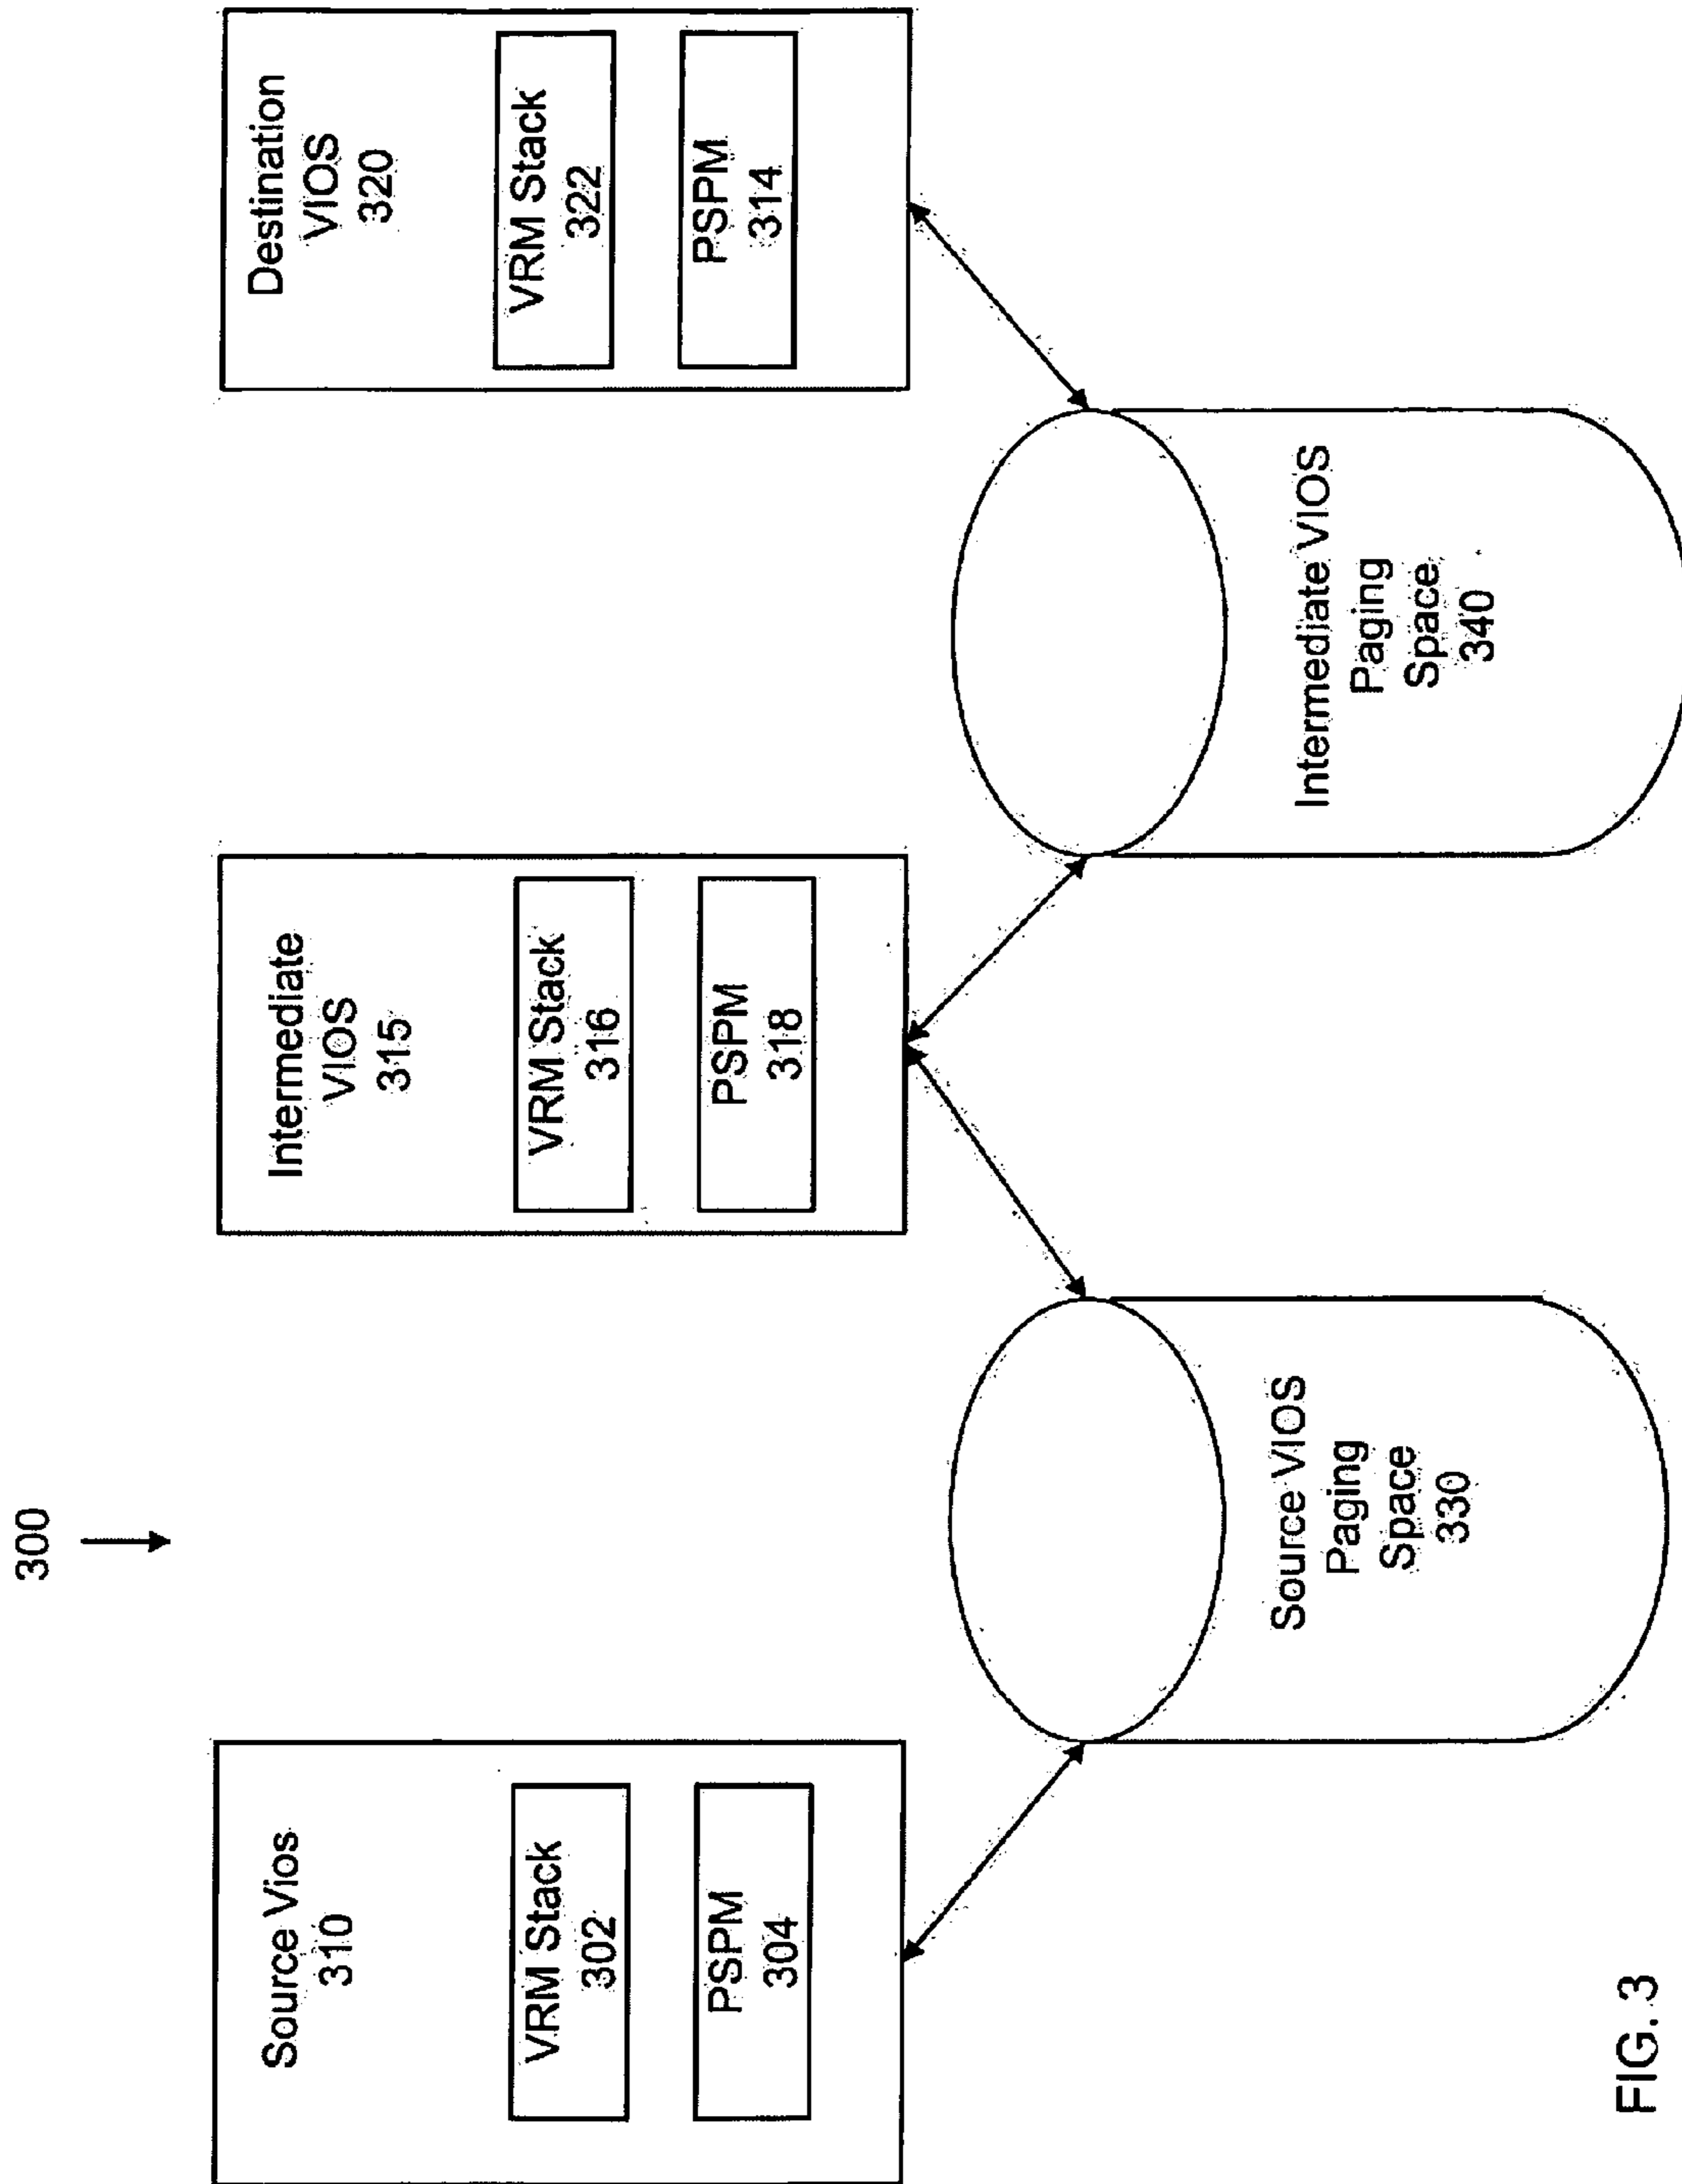 300
Source Vios
310
VRM Stack
302
PSPM
304
Intermediate
VIOS
315
VRM Stack
316
PSPM
318
Destination
VIOS
320
VRM Stack
322
PSPM
314
Source VIOS
Paging
Space
330
Intermediate VIOS
Paging
Space
340
FIG. 3